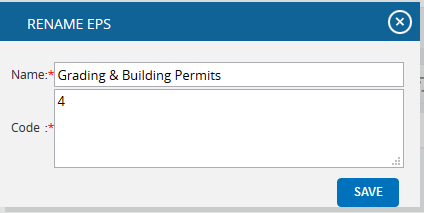 RENAME EPS
Name:* Grading & Building Permits
Code :* 4
SAVE